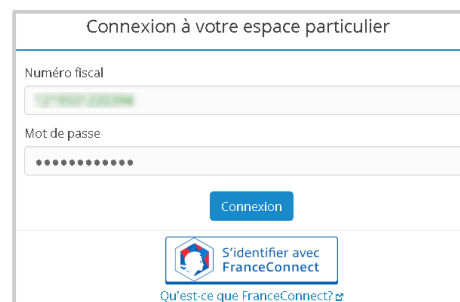 Connexion à votre espace particulier
Numéro fiscal
Mot de passe
••••••••••••
Connexion
S'identifier avec
FranceConnect
Qu'est-ce que FranceConnect?